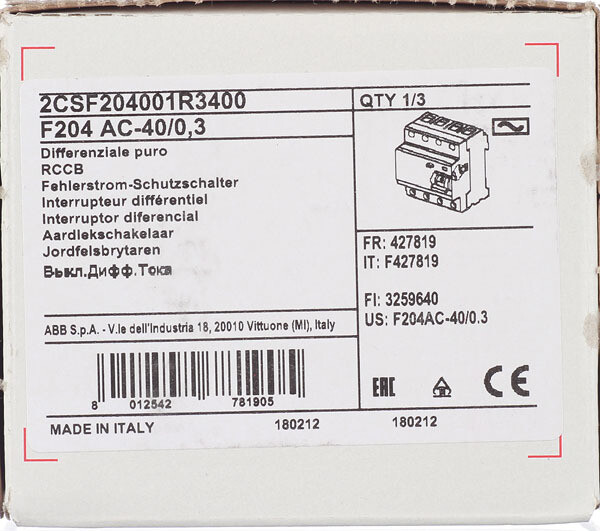 2CSF204001R3400
QTY 1/3
F204 AC-40/0,3
Differenziale puro
RCCB
Fehlerstrom-Schutzschalter
Interrupteur différentiel
Interruptor diferencial
Aardlekschakelaar
Jordfelsbrytaren
Выкл.Дифф.Тока
FR: 427819
IT: F427819
FI: 3259640
US: F204AC-40/0.3
ABB S.p.A. - V.le dell'Industria 18, 20010 Vittuone (MI), Italy
8 012542 781905
EAC CE
MADE IN ITALY 180212 180212